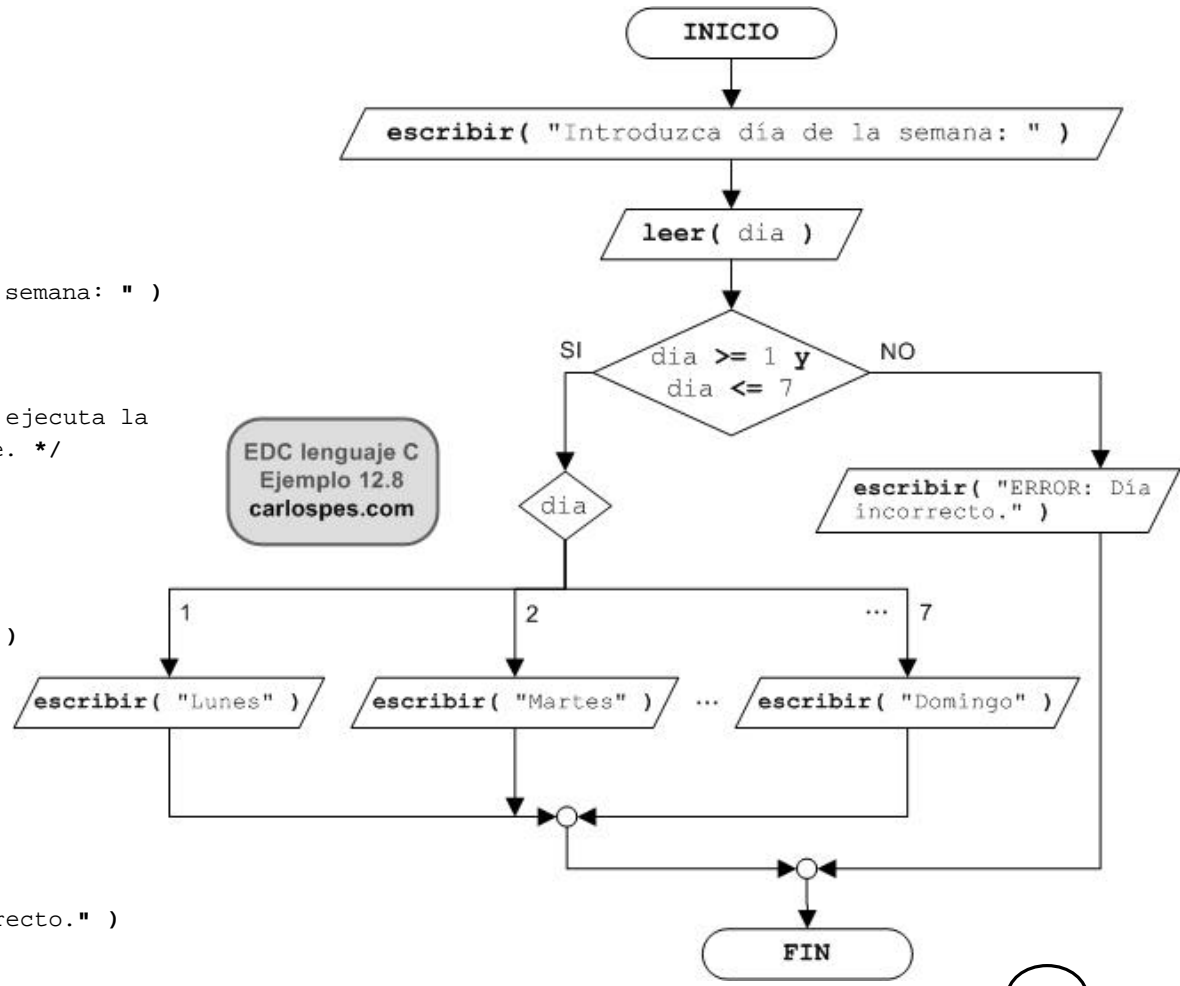 INICIO
escribir( "Introduzca día de la semana: " )
leer( dia )
semana: " )
SI
dia >= 1 y
dia <= 7
NO
ejecuta la
*/
EDC lenguaje C
Ejemplo 12.8
carlospes.com
dia
escribir( "ERROR: Día
incorrecto." )
1
2
...
7
)
escribir( "Lunes" )
escribir( "Martes" )
...
escribir( "Domingo" )
recto." )
FIN